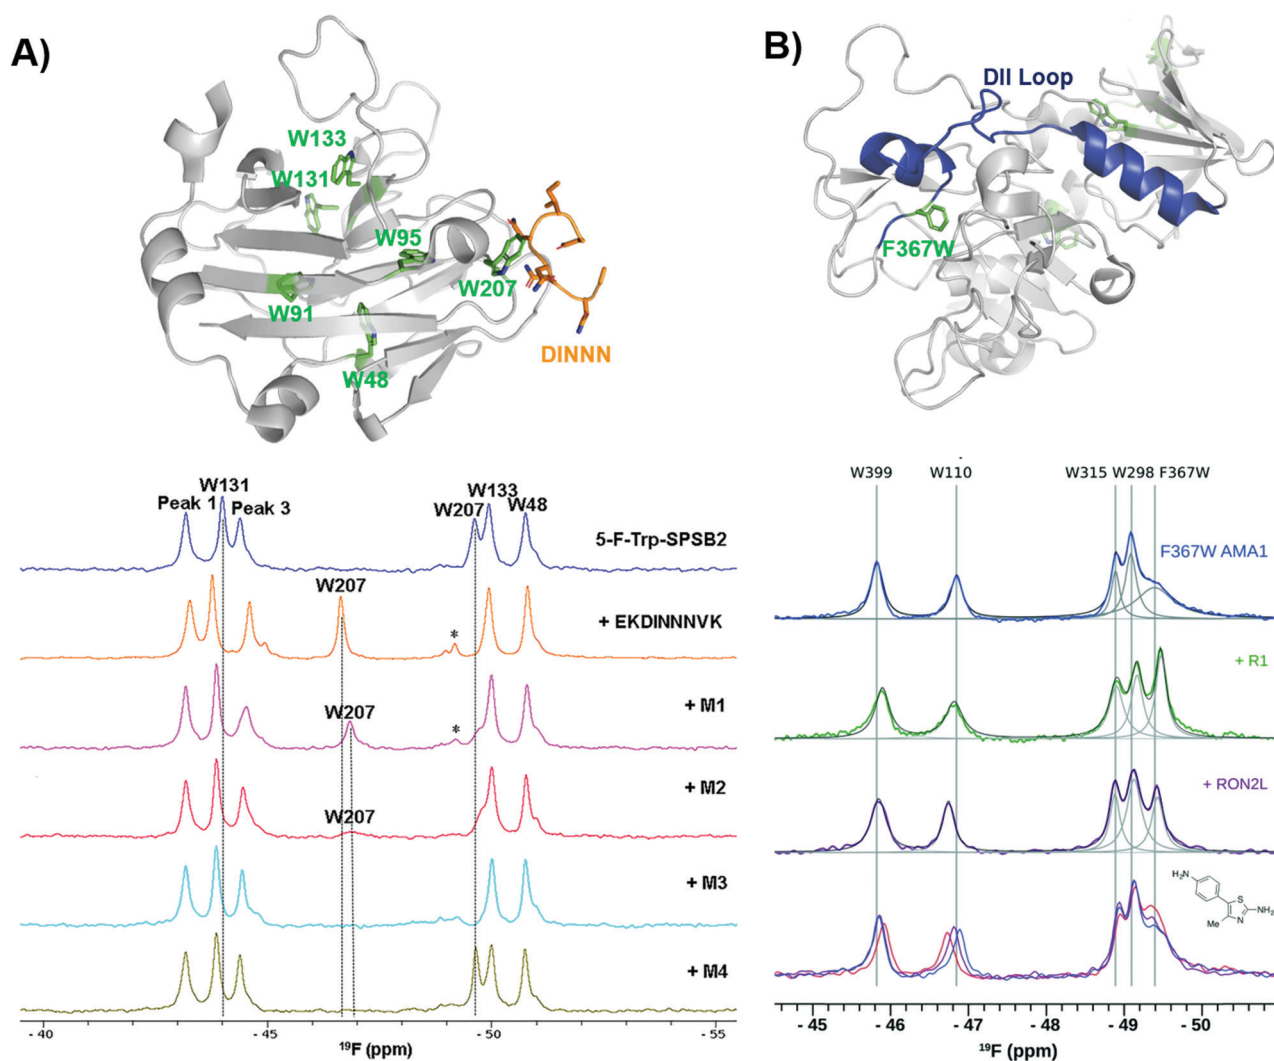 A)
W133
W131
W95
W207
W91
W48
DINNN
Peak 1
W131
Peak 3
W207
W133
W48
5-F-Trp-SPSB2
W207
+ EKDINNNVK
*
W207
+ M1
*
W207
+ M2
+ M3
+ M4
- 40
- 45
- 50
- 55
¹⁹F (ppm)
B)
DII Loop
F367W
W399
W110
W315 W298 F367W
F367W AMA1
+ R1
+ RON2L
H₂N
S
NH₂
N
Me
- 45
- 46
- 47
- 48
- 49
- 50
¹⁹F (ppm)